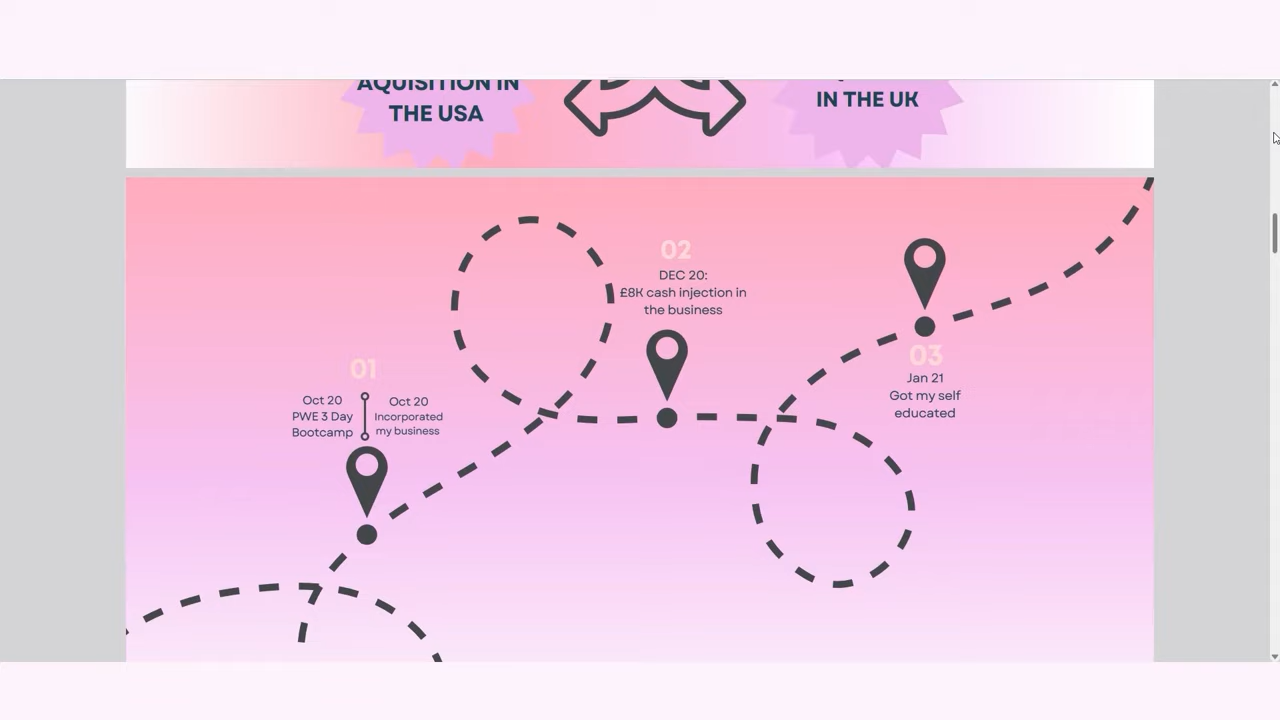 AQUISITION IN
THE USA
IN THE UK
01
Oct 20
PWE 3 Day
Bootcamp
Oct 20
Incorporated
my business
02
DEC 20:
£8K cash injection in
the business
03
Jan 21
Got my self
educated